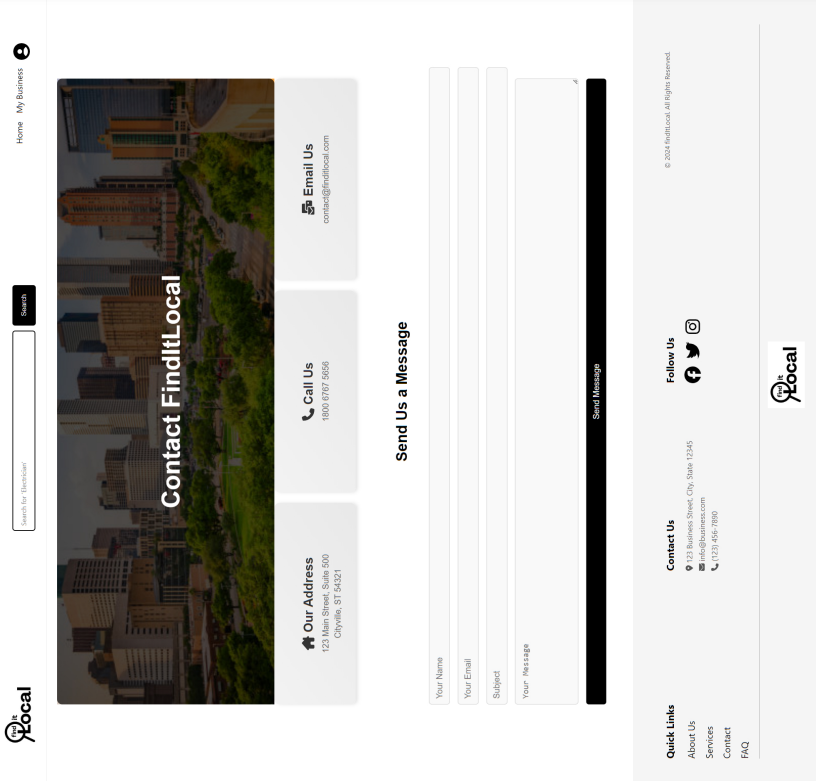 find it
Local
Search for 'Electrician'
Search
Home
My Business
Contact FindItLocal
Our Address
123 Main Street, Suite 500
Cityville, ST 54321
Call Us
1800 6767 5656
Email Us
contact@finditlocal.com
Send Us a Message
Your Name
Your Email
Subject
Your Message
Send Message
Quick Links
About Us
Services
Contact
FAQ
Contact Us
123 Business Street, City, State 12345
info@business.com
(123) 456-7890
Follow Us
© 2024 findItLocal. All Rights Reserved.
find it
Local